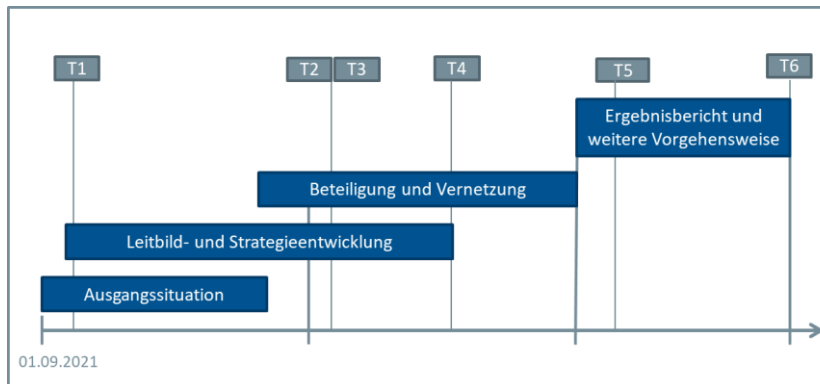 T1
T2
T3
T4
T5
T6
Ergebnisbericht und
weitere Vorgehensweise
Beteiligung und Vernetzung
Leitbild- und Strategieentwicklung
Ausgangssituation
01.09.2021